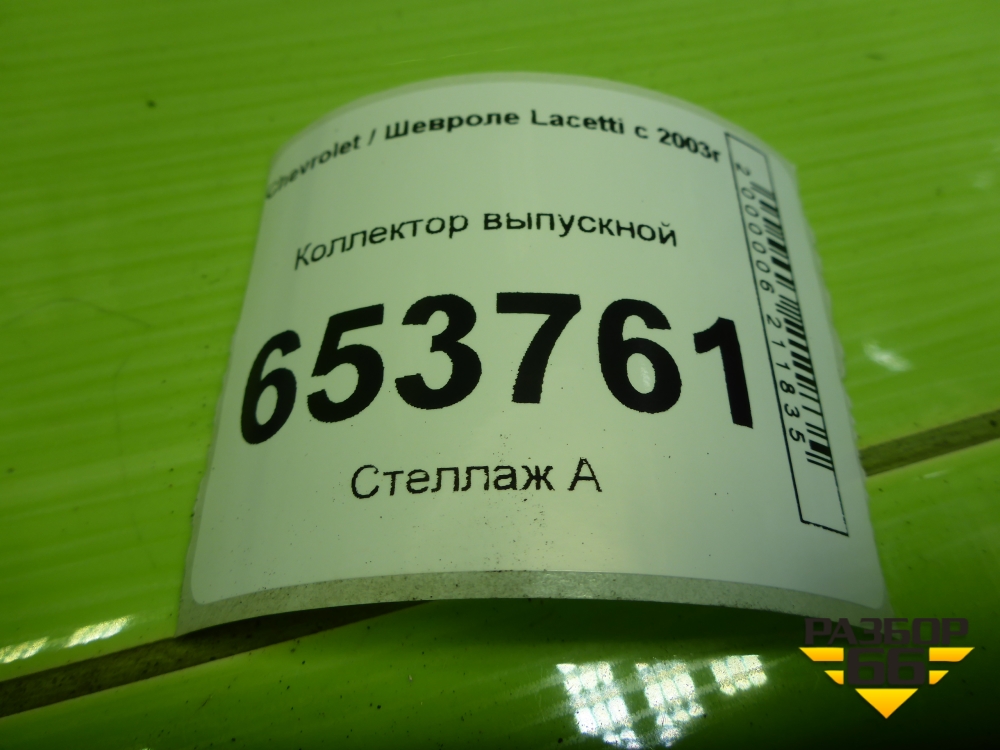 Chevrolet / Шевроле Lacetti с 2003г
Коллектор выпускной
653761
Стеллаж А
2000006211835
РАЗБОР
66